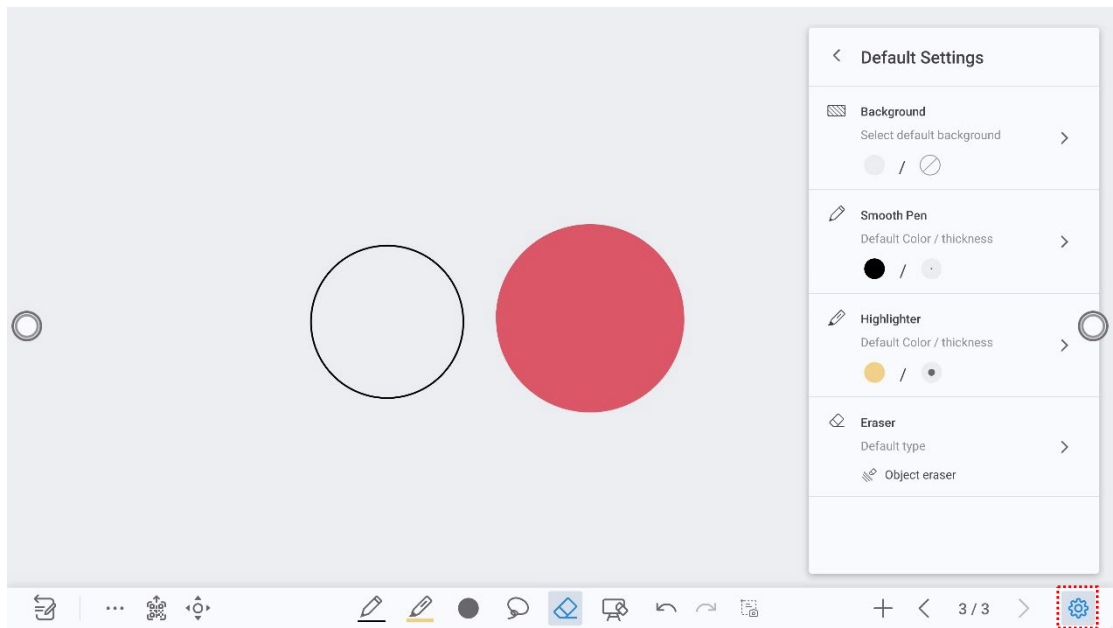 Default Settings
Background
Select default background
/
Smooth Pen
Default Color / thickness
/
Highlighter
Default Color / thickness
/
Eraser
Default type
Object eraser
3 / 3